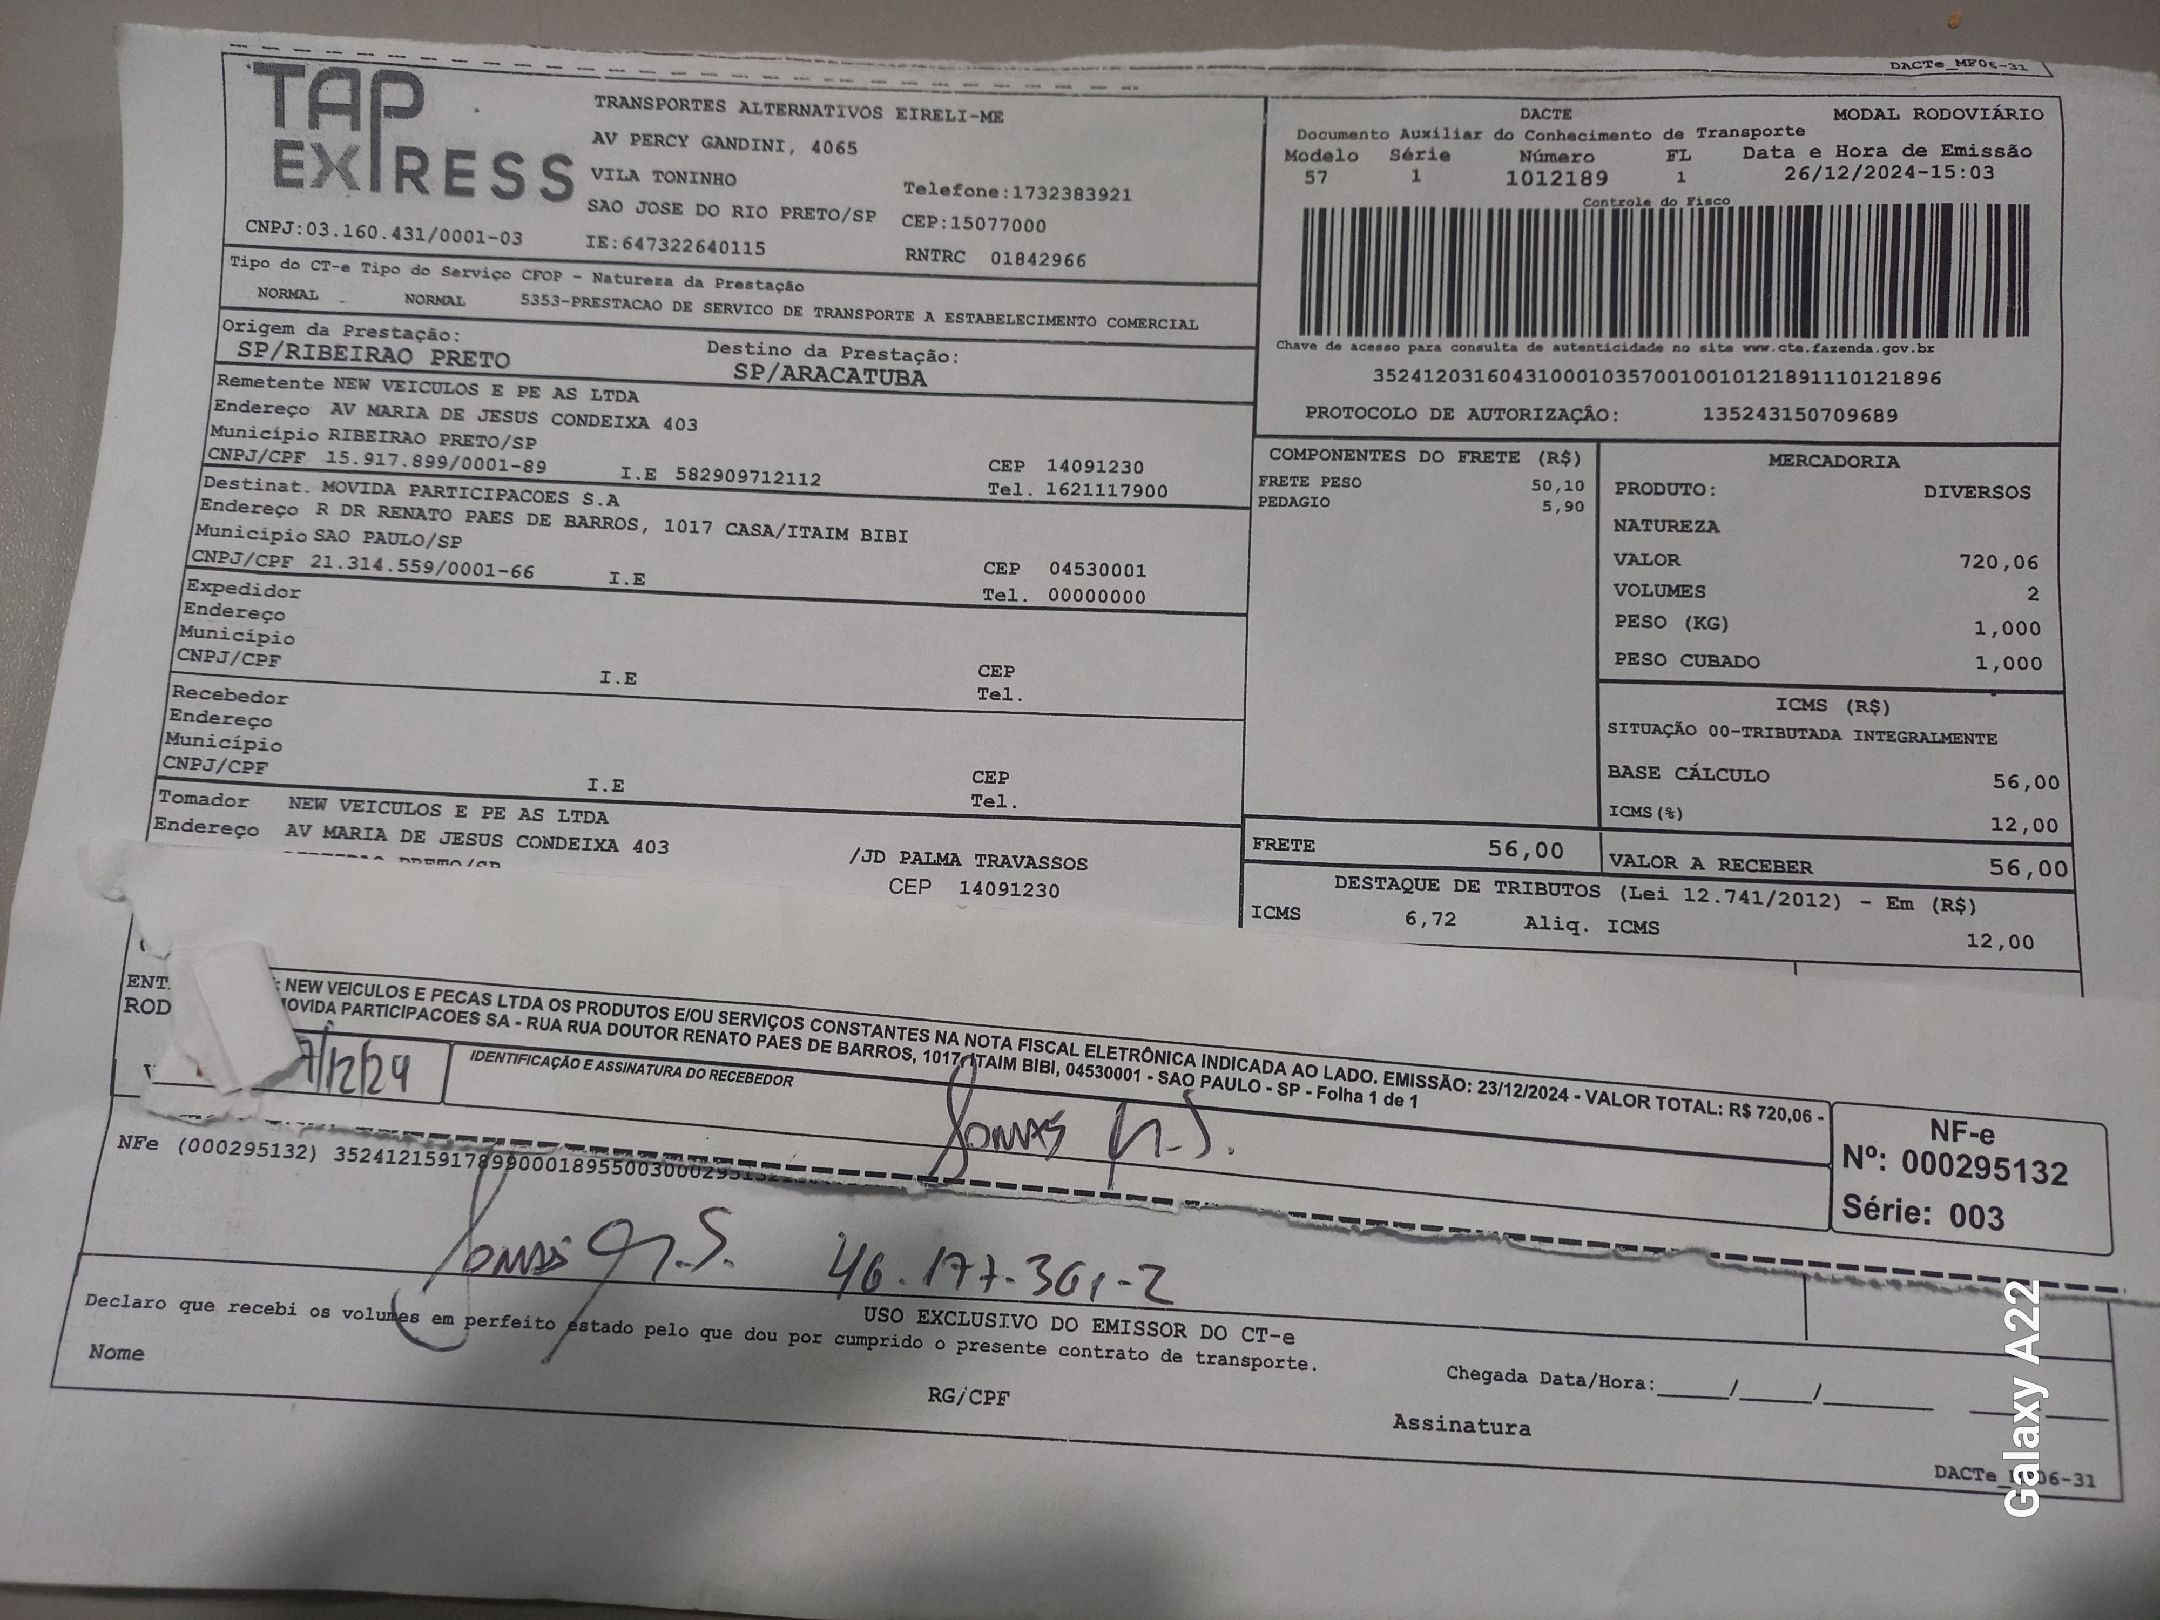 DACTe_MF06-31
TAP EXPRESS
TRANSPORTES ALTERNATIVOS EIRELI-ME
AV PERCY GANDINI, 4065
VILA TONINHO Telefone:1732383921
SAO JOSE DO RIO PRETO/SP CEP:15077000
CNPJ:03.160.431/0001-03 IE:647322640115 RNTRC 01842966
DACTE MODAL RODOVIÁRIO
Documento Auxiliar do Conhecimento de Transporte
Modelo Série Número FL Data e Hora de Emissão
57 1 1012189 1 26/12/2024-15:03
Controle do Fisco
Chave de acesso para consulta de autenticidade no site www.cte.fazenda.gov.br
35241203160431000103570010010121891110121896
PROTOCOLO DE AUTORIZAÇÃO: 135243150709689
Tipo do CT-e Tipo do Serviço CFOP - Natureza da Prestação
NORMAL NORMAL 5353-PRESTACAO DE SERVICO DE TRANSPORTE A ESTABELECIMENTO COMERCIAL
Origem da Prestação: Destino da Prestação:
SP/RIBEIRAO PRETO SP/ARACATUBA
Remetente NEW VEICULOS E PE AS LTDA
Endereço AV MARIA DE JESUS CONDEIXA 403
Município RIBEIRAO PRETO/SP CEP 14091230
CNPJ/CPF 15.917.899/0001-89 I.E 582909712112 Tel. 1621117900
Destinat. MOVIDA PARTICIPACOES S.A
Endereço R DR RENATO PAES DE BARROS, 1017 CASA/ITAIM BIBI
Município SAO PAULO/SP CEP 04530001
CNPJ/CPF 21.314.559/0001-66 I.E Tel. 00000000
Expedidor
Endereço
Município CEP
CNPJ/CPF I.E Tel.
Recebedor
Endereço
Município CEP
CNPJ/CPF I.E Tel.
Tomador NEW VEICULOS E PE AS LTDA
Endereço AV MARIA DE JESUS CONDEIXA 403 /JD PALMA TRAVASSOS
CEP 14091230
COMPONENTES DO FRETE (R$)
FRETE PESO 50,10
PEDAGIO 5,90
MERCADORIA
PRODUTO: DIVERSOS
NATUREZA
VALOR 720,06
VOLUMES 2
PESO (KG) 1,000
PESO CUBADO 1,000
ICMS (R$)
SITUAÇÃO 00-TRIBUTADA INTEGRALMENTE
BASE CÁLCULO 56,00
ICMS(%) 12,00
FRETE 56,00 VALOR A RECEBER 56,00
DESTAQUE DE TRIBUTOS (Lei 12.741/2012) - Em (R$)
ICMS 6,72 Aliq. ICMS 12,00
ENT.
ROD
NEW VEICULOS E PECAS LTDA OS PRODUTOS E/OU SERVIÇOS CONSTANTES NA NOTA FISCAL ELETRÔNICA INDICADA AO LADO. EMISSÃO: 23/12/2024 - VALOR TOTAL: R$ 720,06 -
OVIDA PARTICIPACOES SA - RUA RUA DOUTOR RENATO PAES DE BARROS, 1017, ITAIM BIBI, 04530001 - SAO PAULO - SP - Folha 1 de 1
7/12/24
IDENTIFICAÇÃO E ASSINATURA DO RECEBEDOR
NF-e
Nº: 000295132
Série: 003
NFe (000295132) 3524121591789900018955003000295132
46.177.361-2
USO EXCLUSIVO DO EMISSOR DO CT-e
Declaro que recebi os volumes em perfeito estado pelo que dou por cumprido o presente contrato de transporte.
Nome RG/CPF Assinatura
Chegada Data/Hora:_____/_____/_____
DACTe_ 06-31
Galaxy A22